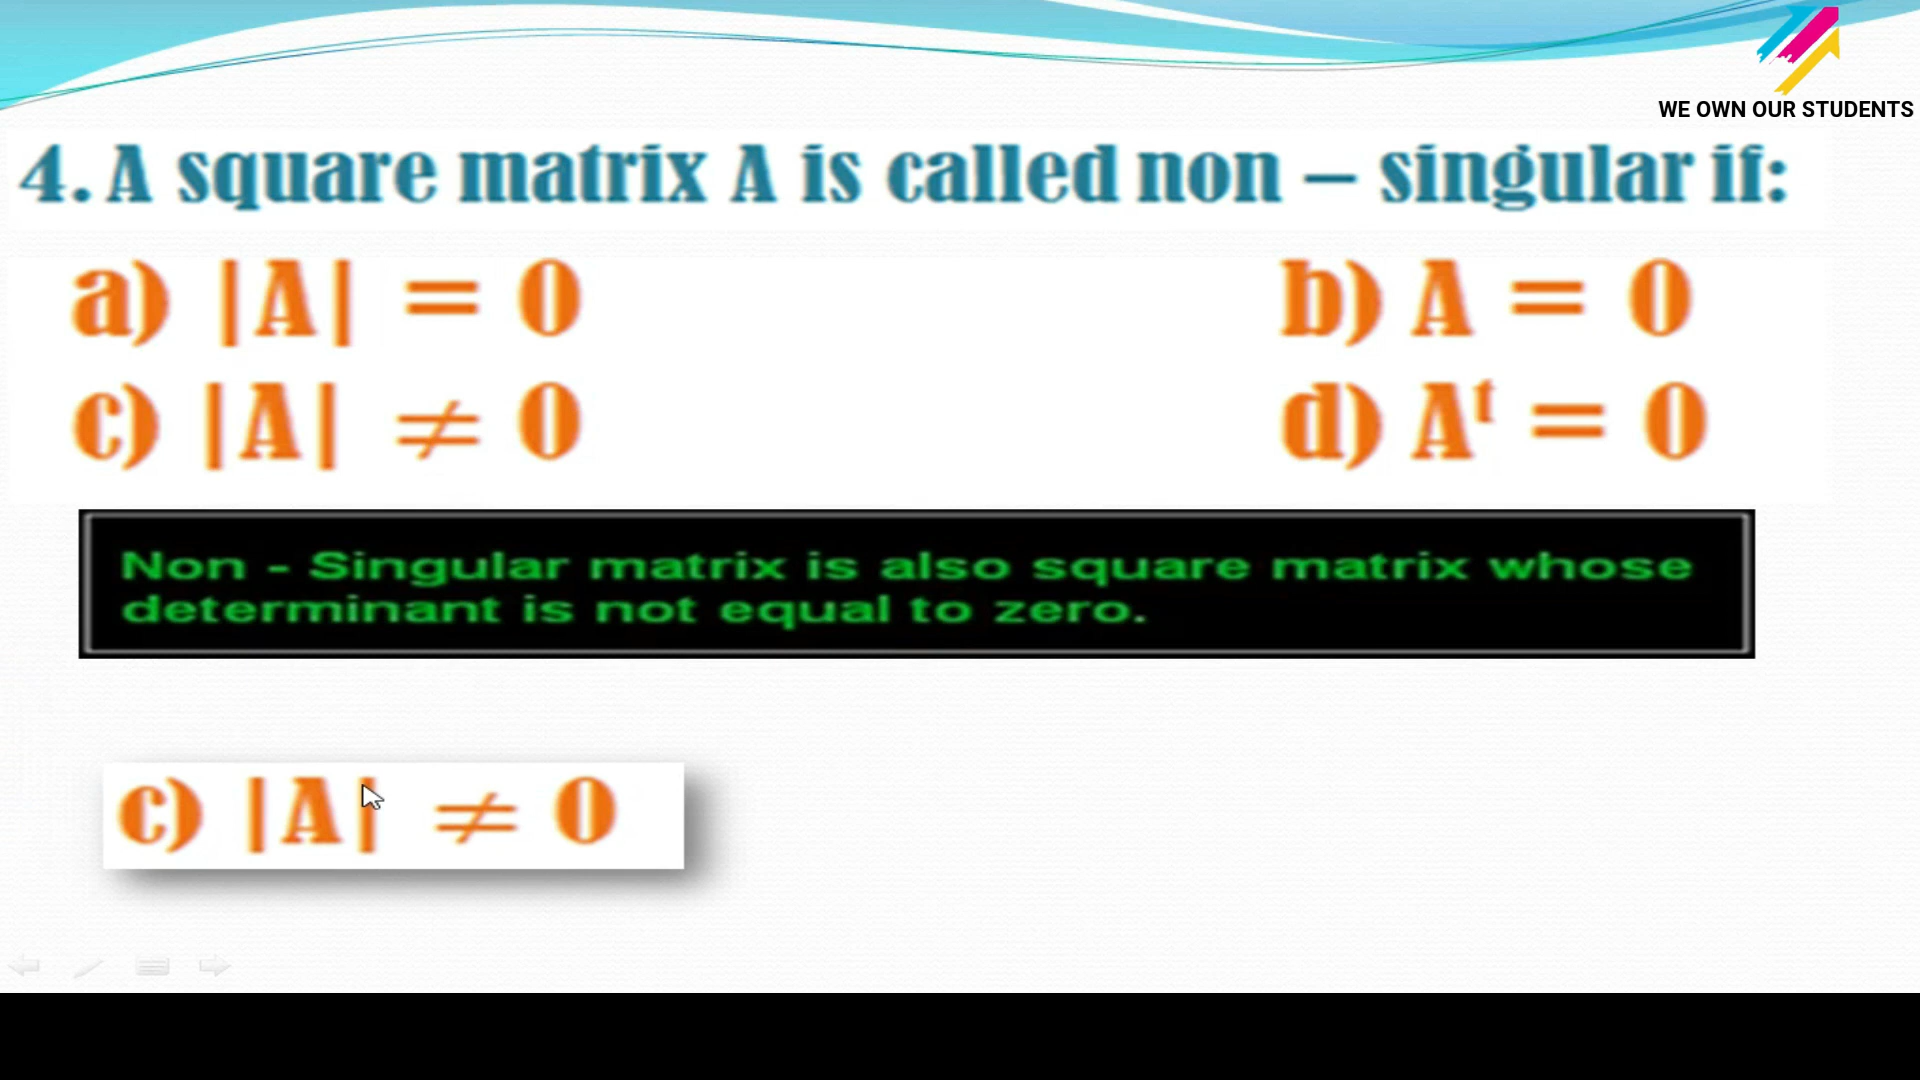 WE OWN OUR STUDENTS
4. A square matrix A is called non – singular if:
a) |A| = 0 b) A = 0
c) |A| ≠ 0 d) Aᵗ = 0
Non - Singular matrix is also square matrix whose
determinant is not equal to zero.
c) |A| ≠ 0